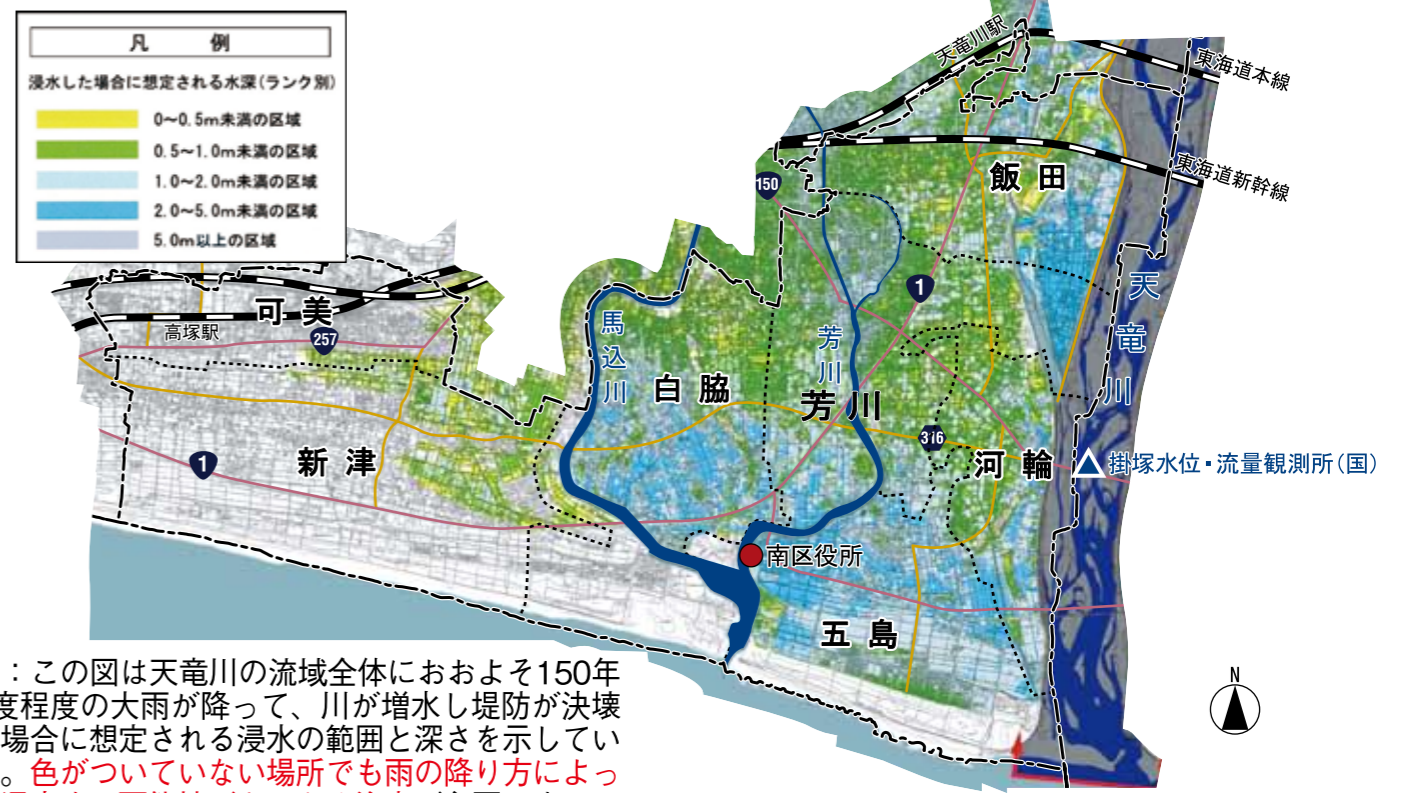 凡 例
浸水した場合に想定される水深(ランク別)
0〜0.5m未満の区域
0.5〜1.0m未満の区域
1.0〜2.0m未満の区域
2.0〜5.0m未満の区域
5.0m以上の区域
天竜川駅
東海道本線
東海道新幹線
150
飯田
可美
高塚駅
257
馬込川
白脇
芳川
芳川
1
天竜川
316
河輪
掛塚水位・流量観測所(国)
新津
1
南区役所
五島
N
：この図は天竜川の流域全体におおよそ150年
度程度の大雨が降って、川が増水し堤防が決壊
場合に想定される浸水の範囲と深さを示してい
。色がついていない場所でも雨の降り方によっ